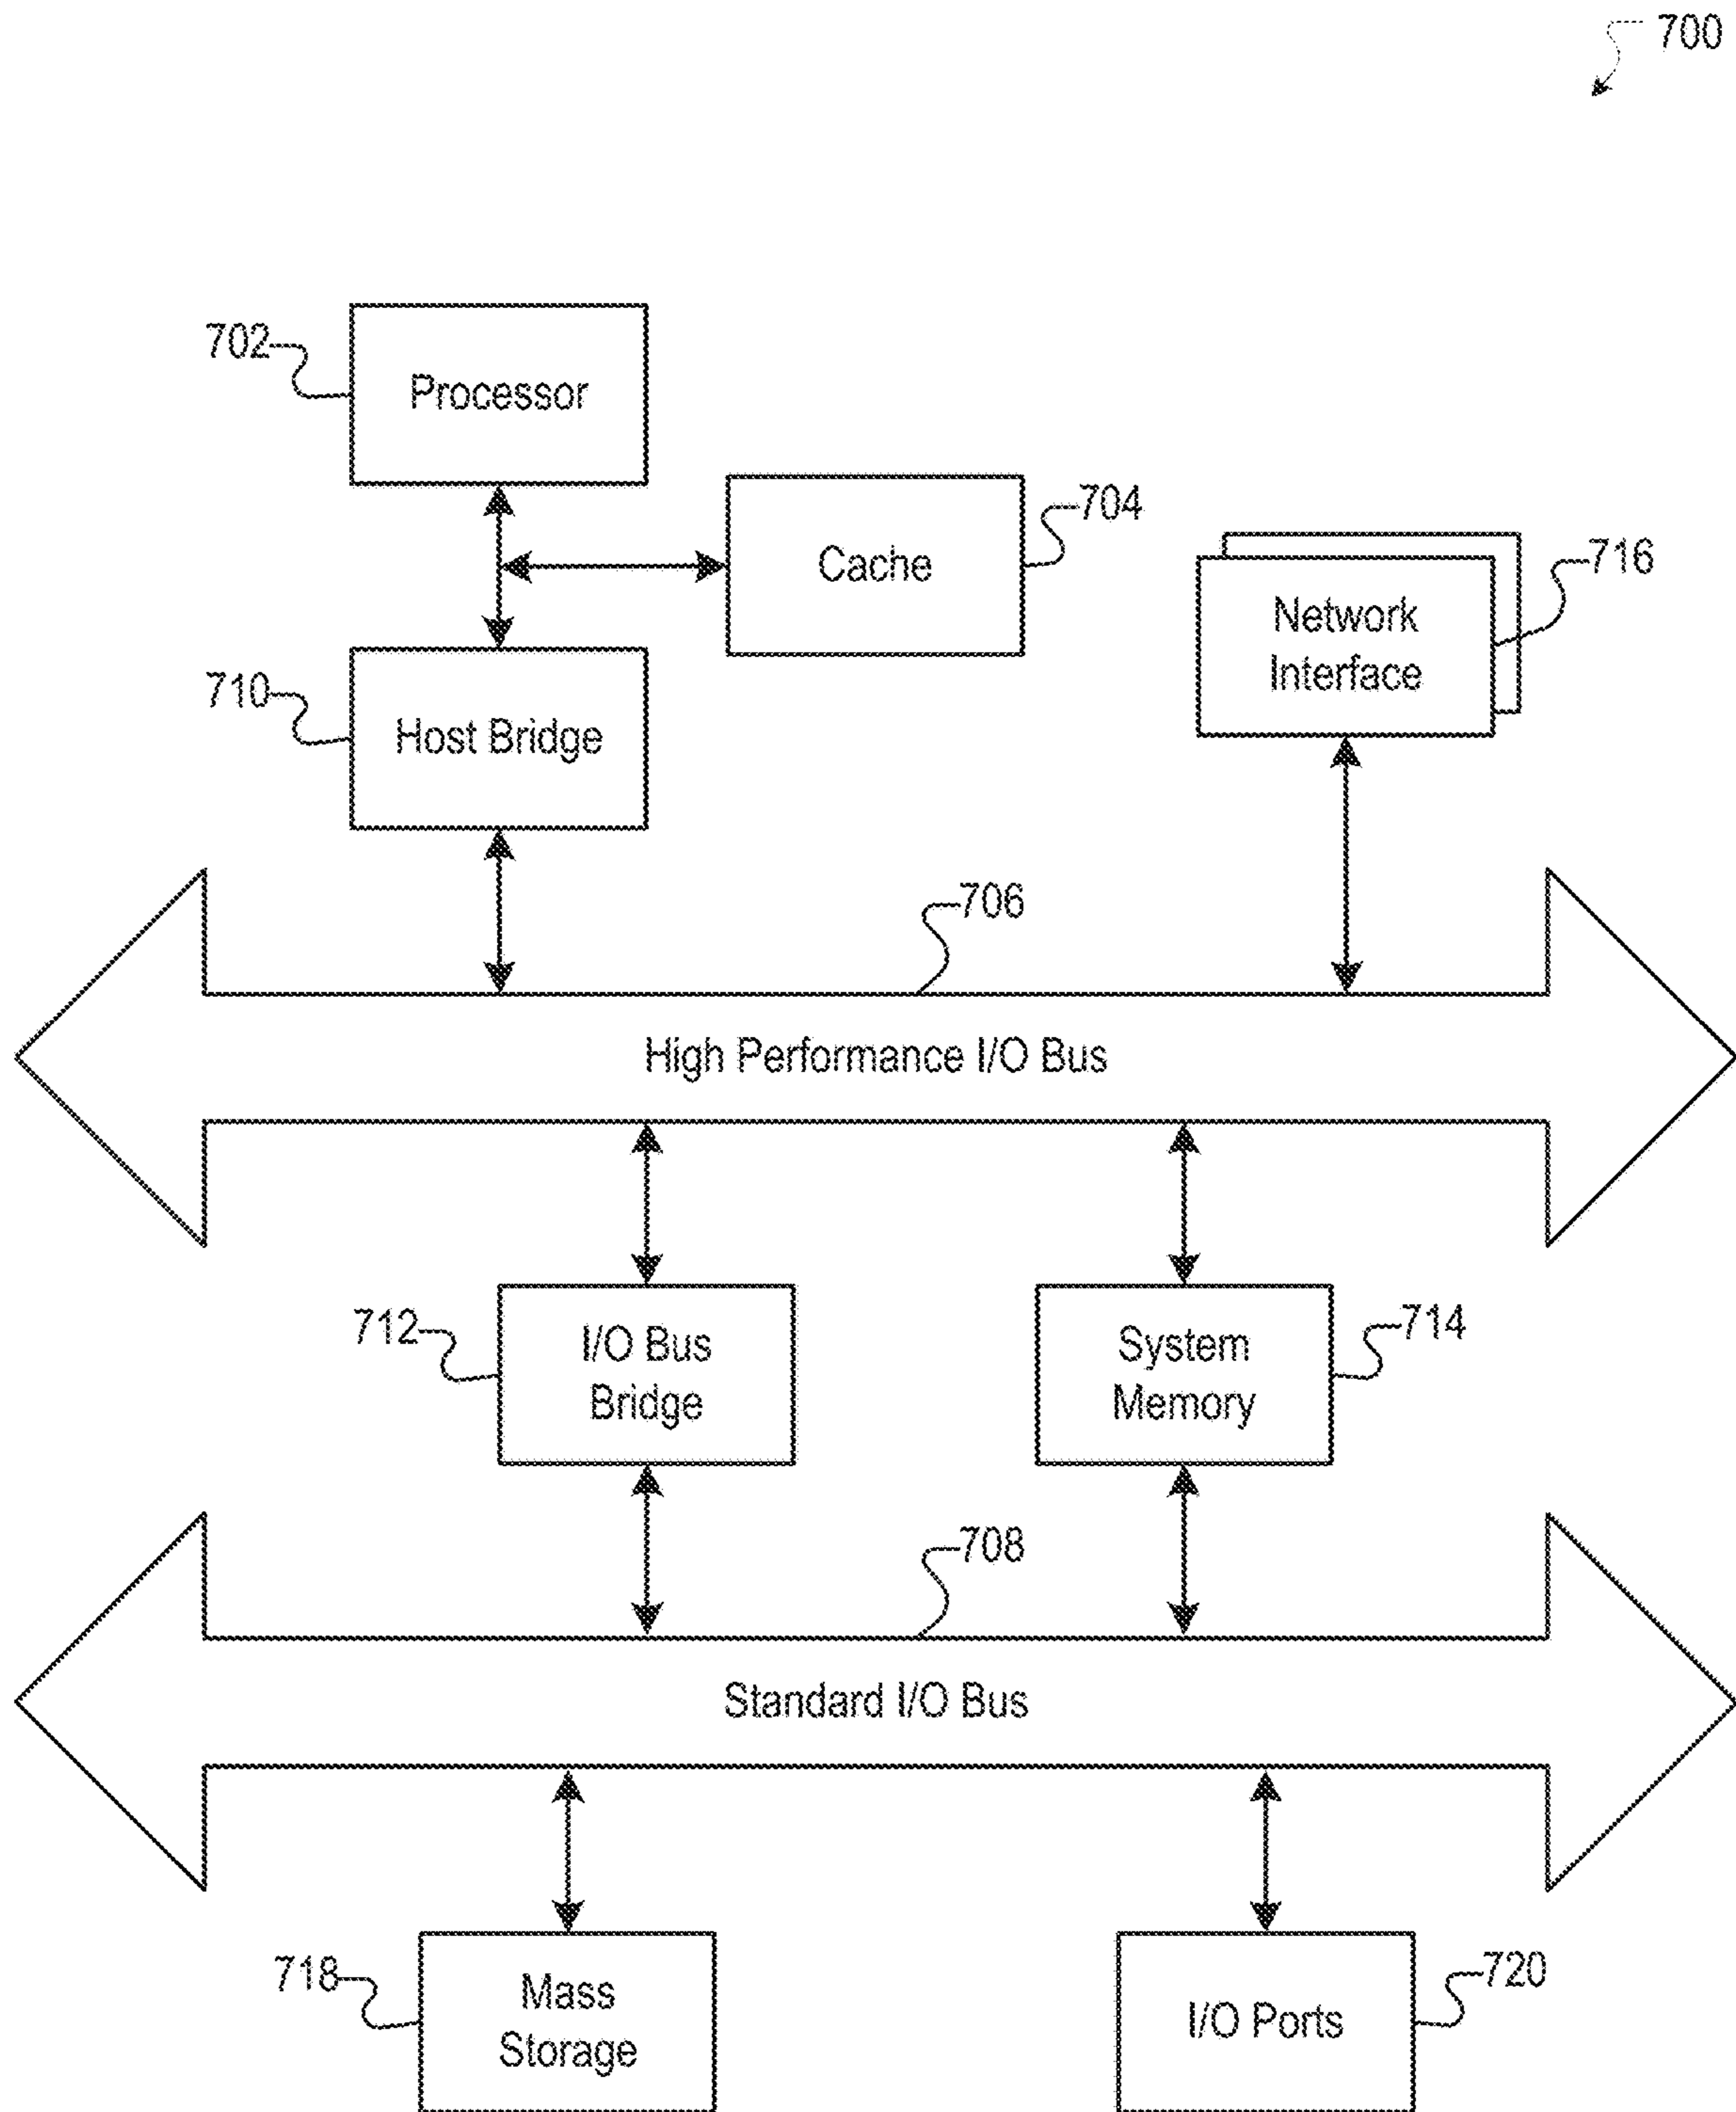 700
702
Processor
704
Cache
716
Network
Interface
710
Host Bridge
706
High Performance I/O Bus
712
I/O Bus
Bridge
System
Memory
714
708
Standard I/O Bus
718
Mass
Storage
I/O Ports
720